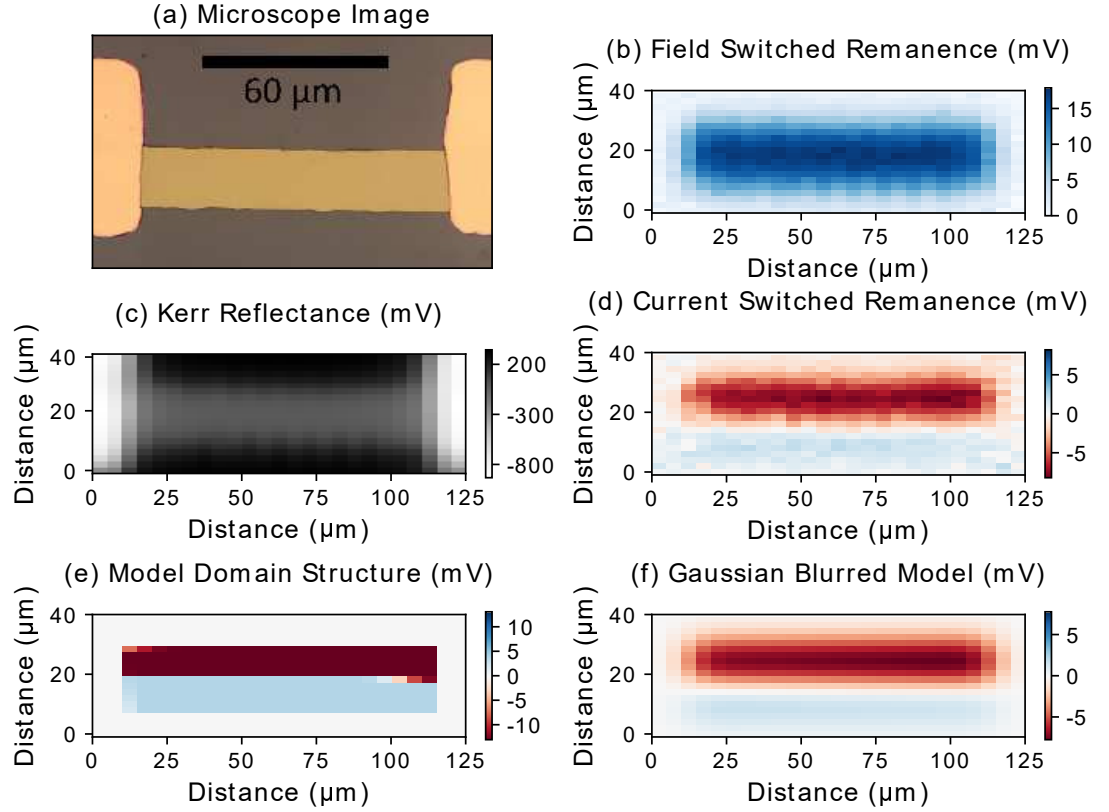 (a) Microscope Image
60 µm
(b) Field Switched Remanence (mV)
Distance (µm)
40
20
0
0 25 50 75 100 125
Distance (µm)
15
10
5
0
(c) Kerr Reflectance (mV)
Distance (µm)
40
20
0
0 25 50 75 100 125
Distance (µm)
200
-300
-800
(d) Current Switched Remanence (mV)
Distance (µm)
40
20
0
0 25 50 75 100 125
Distance (µm)
5
0
-5
(e) Model Domain Structure (mV)
Distance (µm)
40
20
0
0 25 50 75 100 125
Distance (µm)
10
5
0
-5
-10
(f) Gaussian Blurred Model (mV)
Distance (µm)
40
20
0
0 25 50 75 100 125
Distance (µm)
5
0
-5